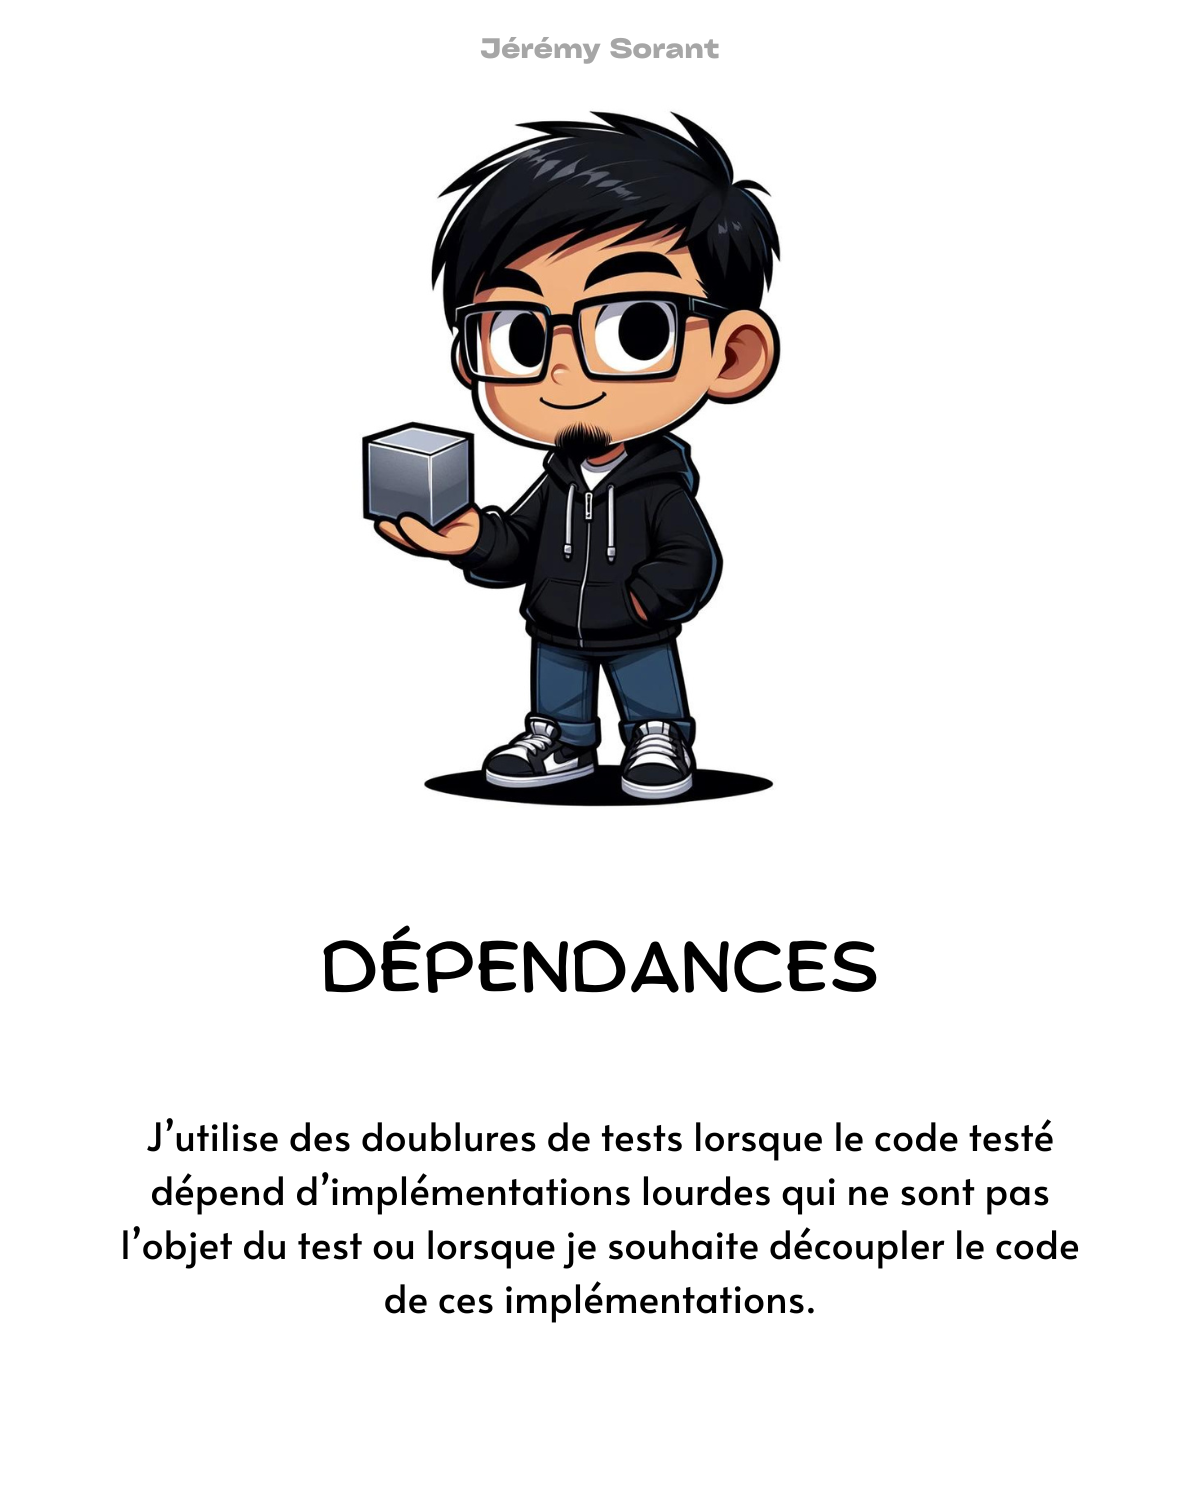 Jérémy Sorant
DÉPENDANCES
J’utilise des doublures de tests lorsque le code testé
dépend d’implémentations lourdes qui ne sont pas
l’objet du test ou lorsque je souhaite découpler le code
de ces implémentations.